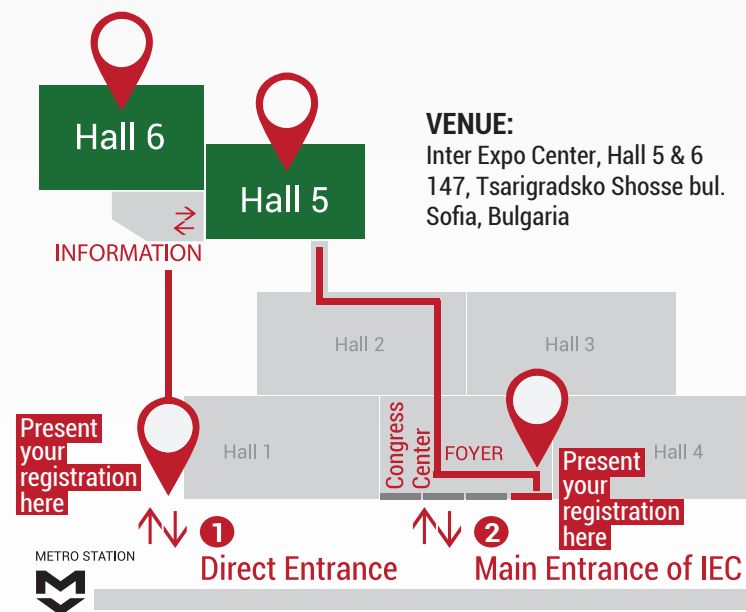 Hall 6
Hall 5
VENUE:
Inter Expo Center, Hall 5 & 6
147, Tsarigradsko Shosse bul.
Sofia, Bulgaria
INFORMATION
Hall 2
Hall 3
Present
your
registration
here
Hall 1
Congress
Center
FOYER
Present
your
registration
here
Hall 4
1
Direct Entrance
2
Main Entrance of IEC
METRO STATION
M